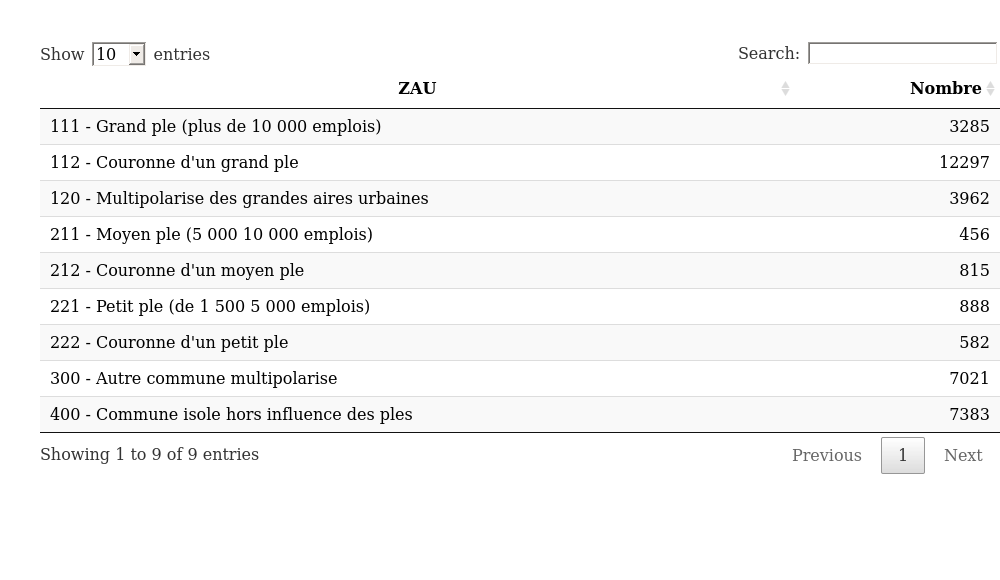 Show 10 entries
Search:
ZAU Nombre
111 - Grand ple (plus de 10 000 emplois) 3285
112 - Couronne d'un grand ple 12297
120 - Multipolarise des grandes aires urbaines 3962
211 - Moyen ple (5 000 10 000 emplois) 456
212 - Couronne d'un moyen ple 815
221 - Petit ple (de 1 500 5 000 emplois) 888
222 - Couronne d'un petit ple 582
300 - Autre commune multipolarise 7021
400 - Commune isole hors influence des ples 7383
Showing 1 to 9 of 9 entries
Previous 1 Next